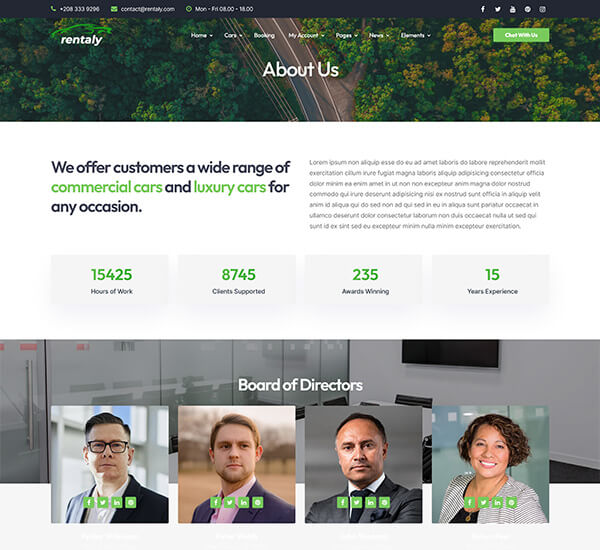 +208 333 9296 contact@rentaly.com Mon - Fri 08.00 - 18.00
rentaly Home Cars Booking My Account Pages News Elements Chat With Us
About Us
We offer customers a wide range of
commercial cars and luxury cars for
any occasion.
Lorem ipsum non aliquip esse do eu ad amet laboris do labore reprehenderit mollit
exercitation cillum irure fugiat magna laboris aliquip adipisicing consectetur officia
dolor minim ea enim amet in ut non non excepteur anim magna dolor nostrud
commodo qui irure deserunt adipisicing nisi ex nostrud sunt officia in aliquip velit
anim id aliqua qui do sed non ad qui sed in eu in aliqua sunt pariatur occaecat in
ullamco deserunt dolor consectetur laborum non duis occaecat nulla ut sed qui
sunt id ex sint sed eu excepteur minim nulla minim excepteur exercitation.
15425 8745 235 15
Hours of Work Clients Supported Awards Winning Years Experience
Board of Directors